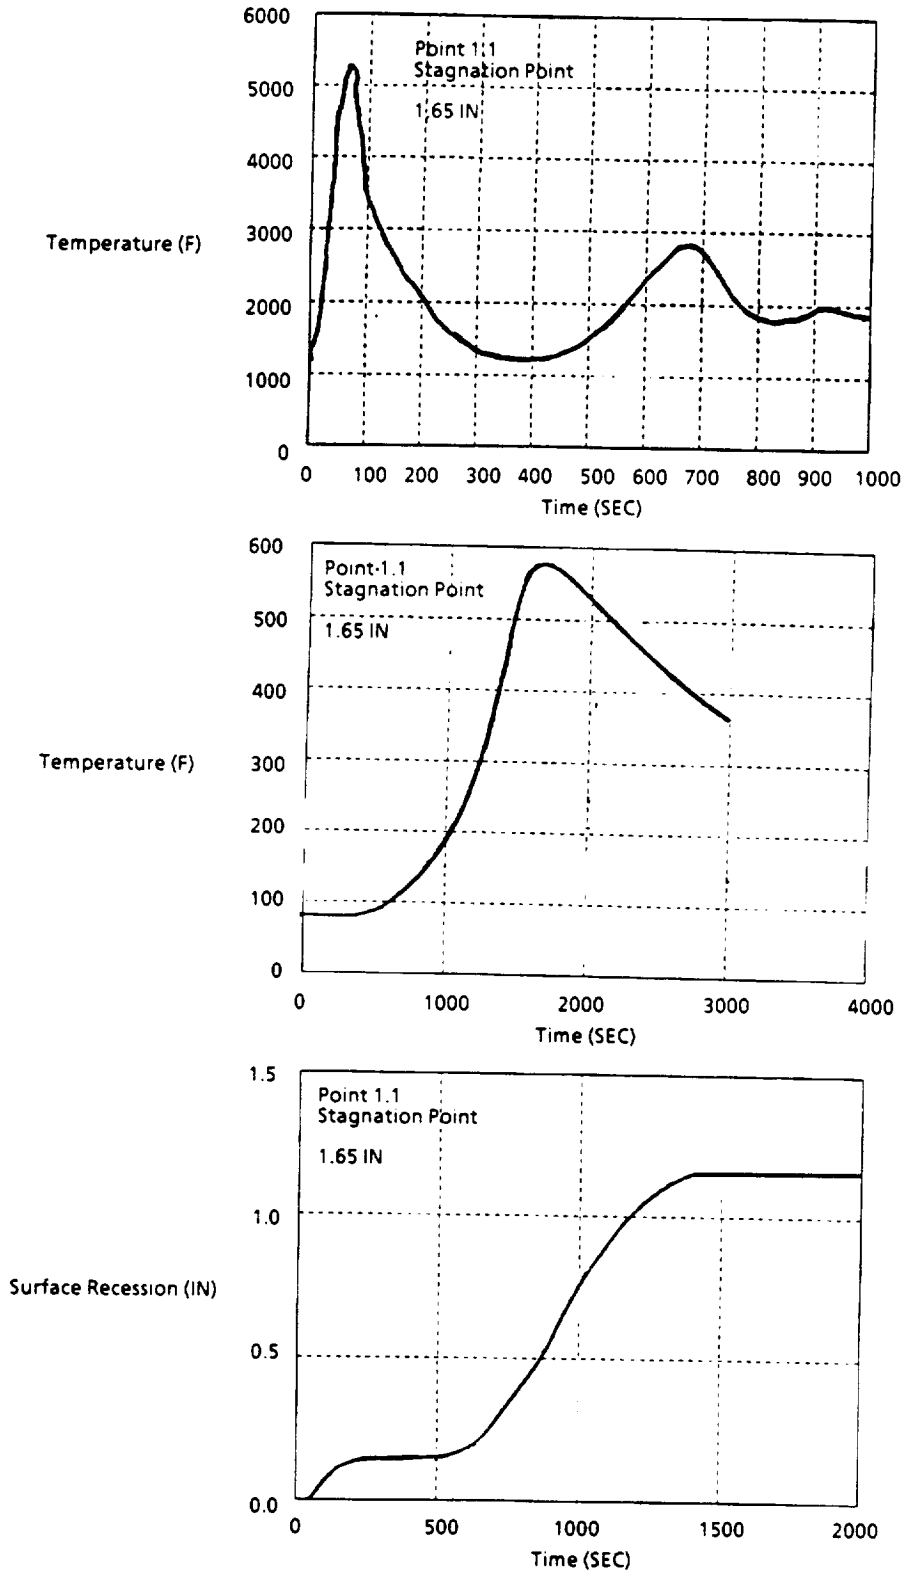 6000
Point 1.1
Stagnation Point
5000
1.65 IN
4000
Temperature (F)
3000
2000
1000
0
0 100 200 300 400 500 600 700 800 900 1000
Time (SEC)
600
Point 1.1
Stagnation Point
500
1.65 IN
400
Temperature (F)
300
200
100
0
0 1000 2000 3000 4000
Time (SEC)
1.5
Point 1.1
Stagnation Point
1.65 IN
1.0
Surface Recession (IN)
0.5
0.0
0 500 1000 1500 2000
Time (SEC)